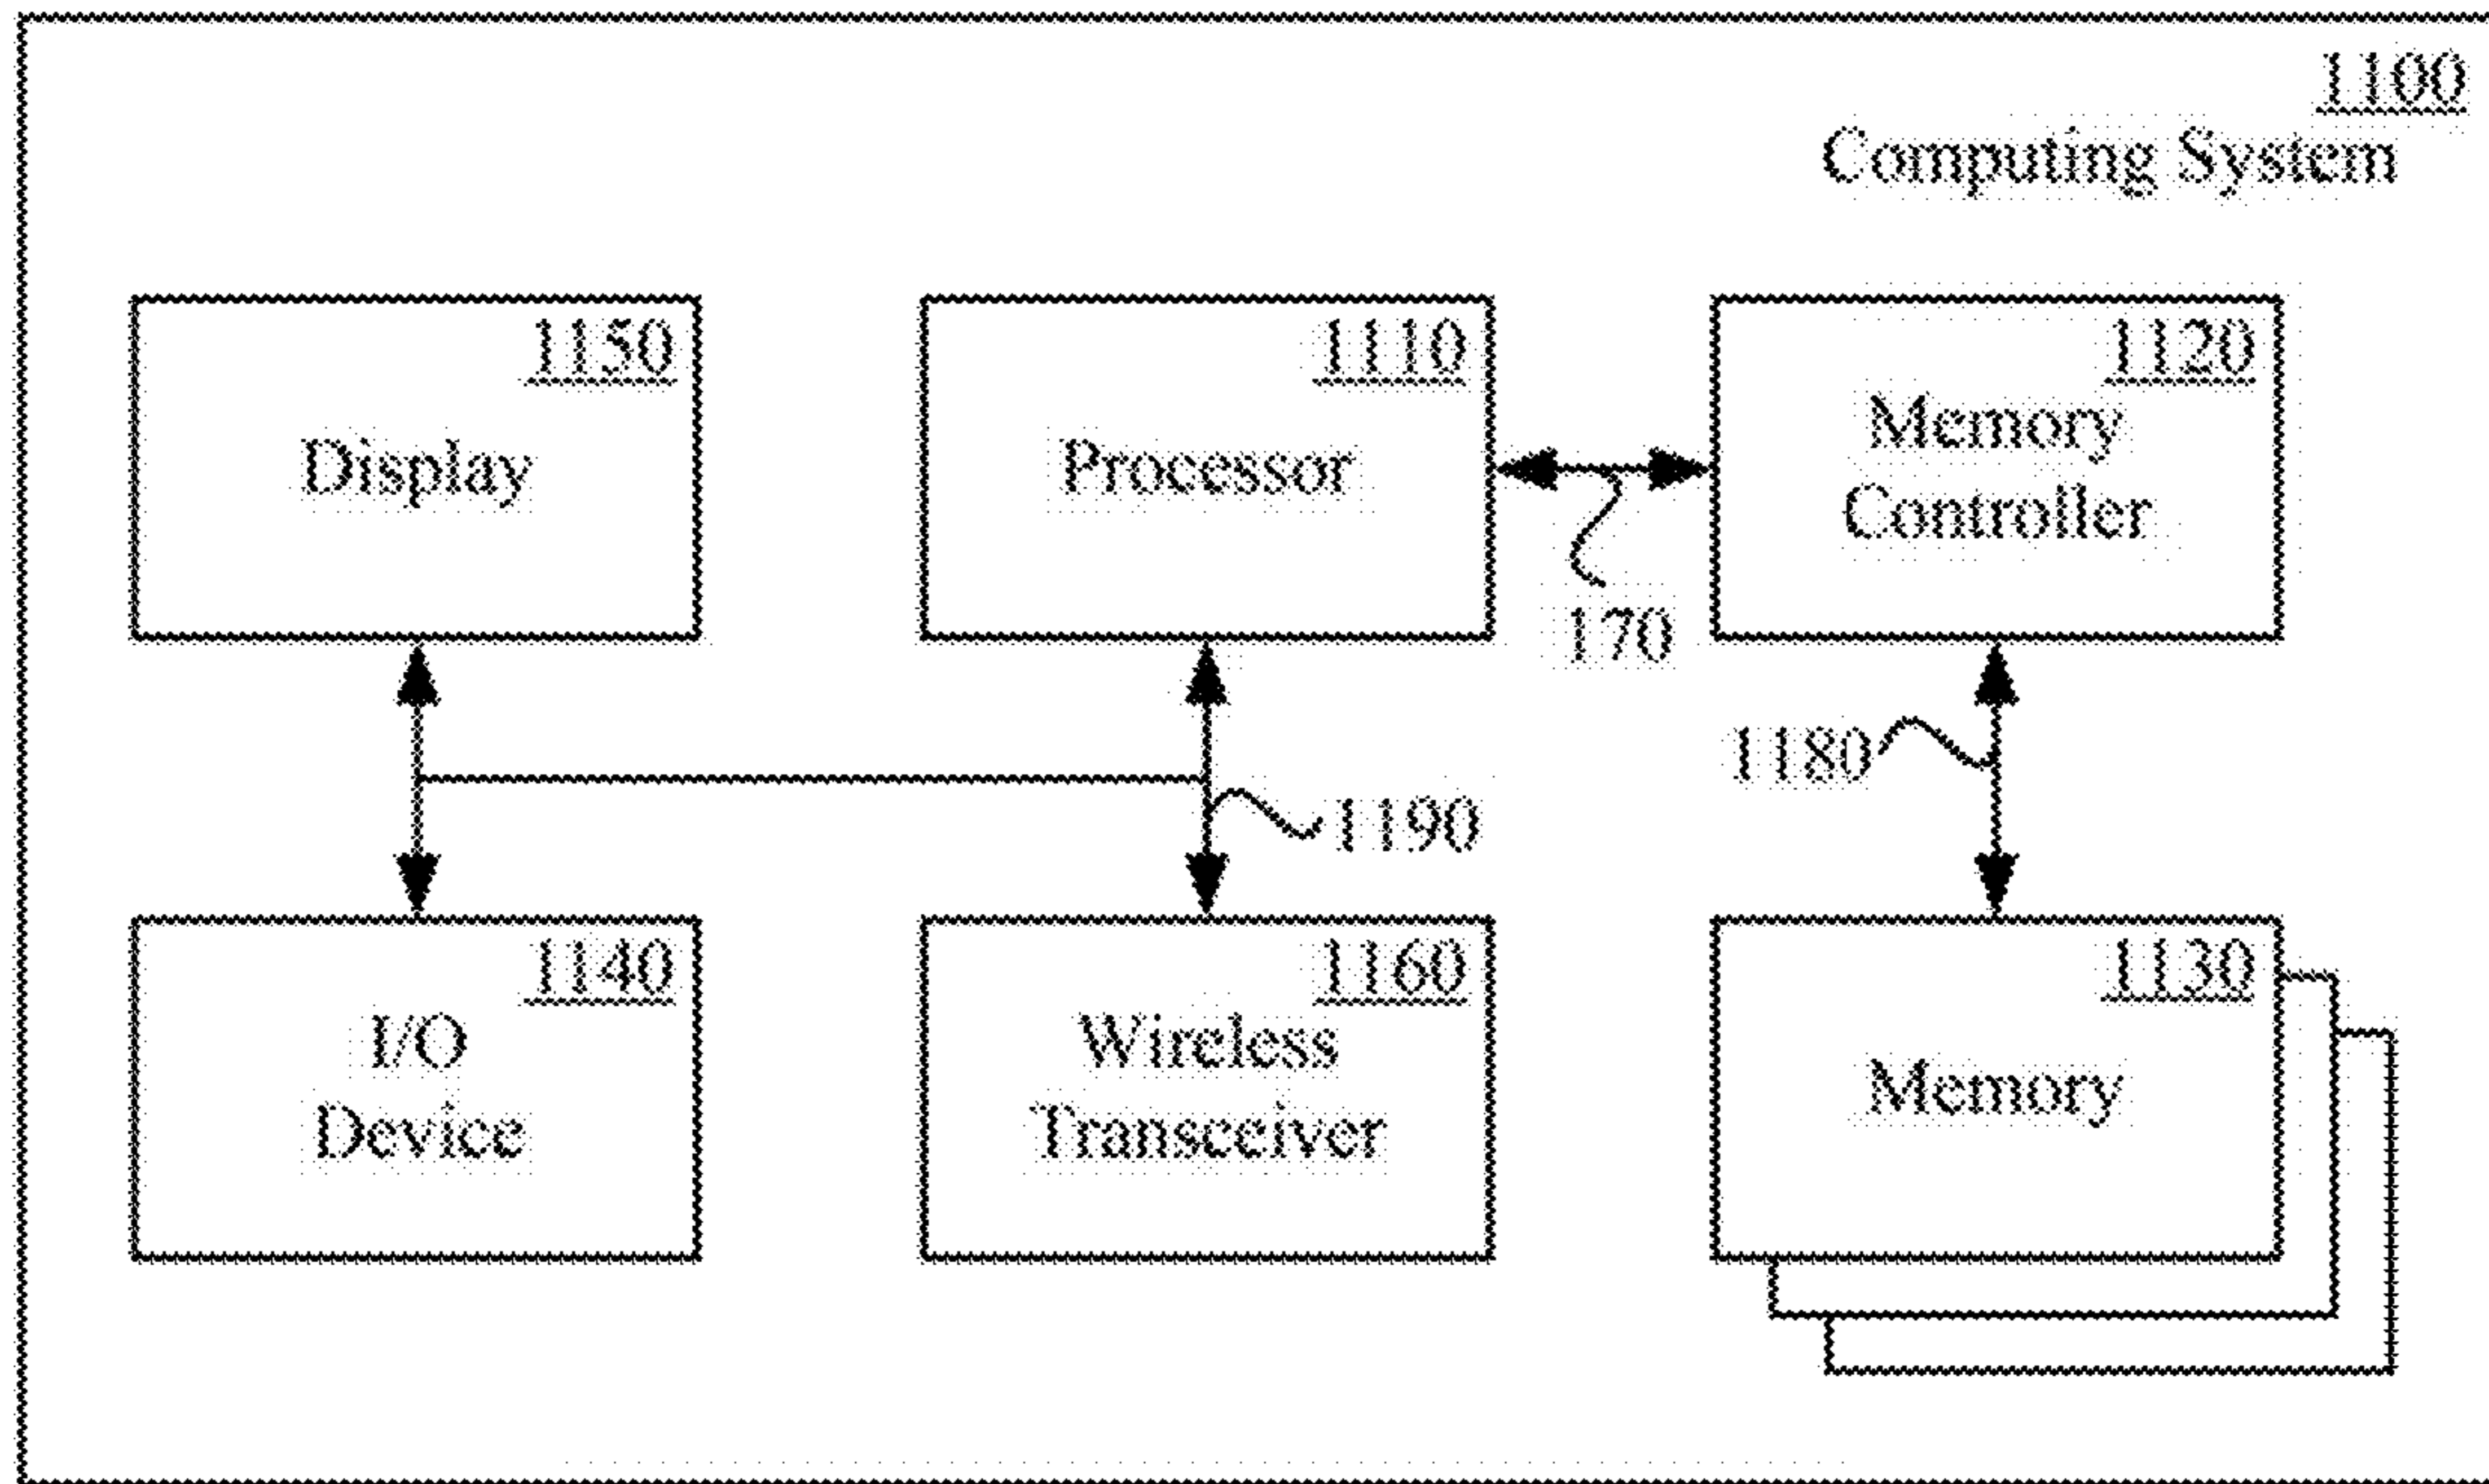 1100
Computing System
1150
Display
1110
Processor
1120
Memory
Controller
170
1180
1190
1140
I/O
Device
1160
Wireless
Transceiver
1130
Memory